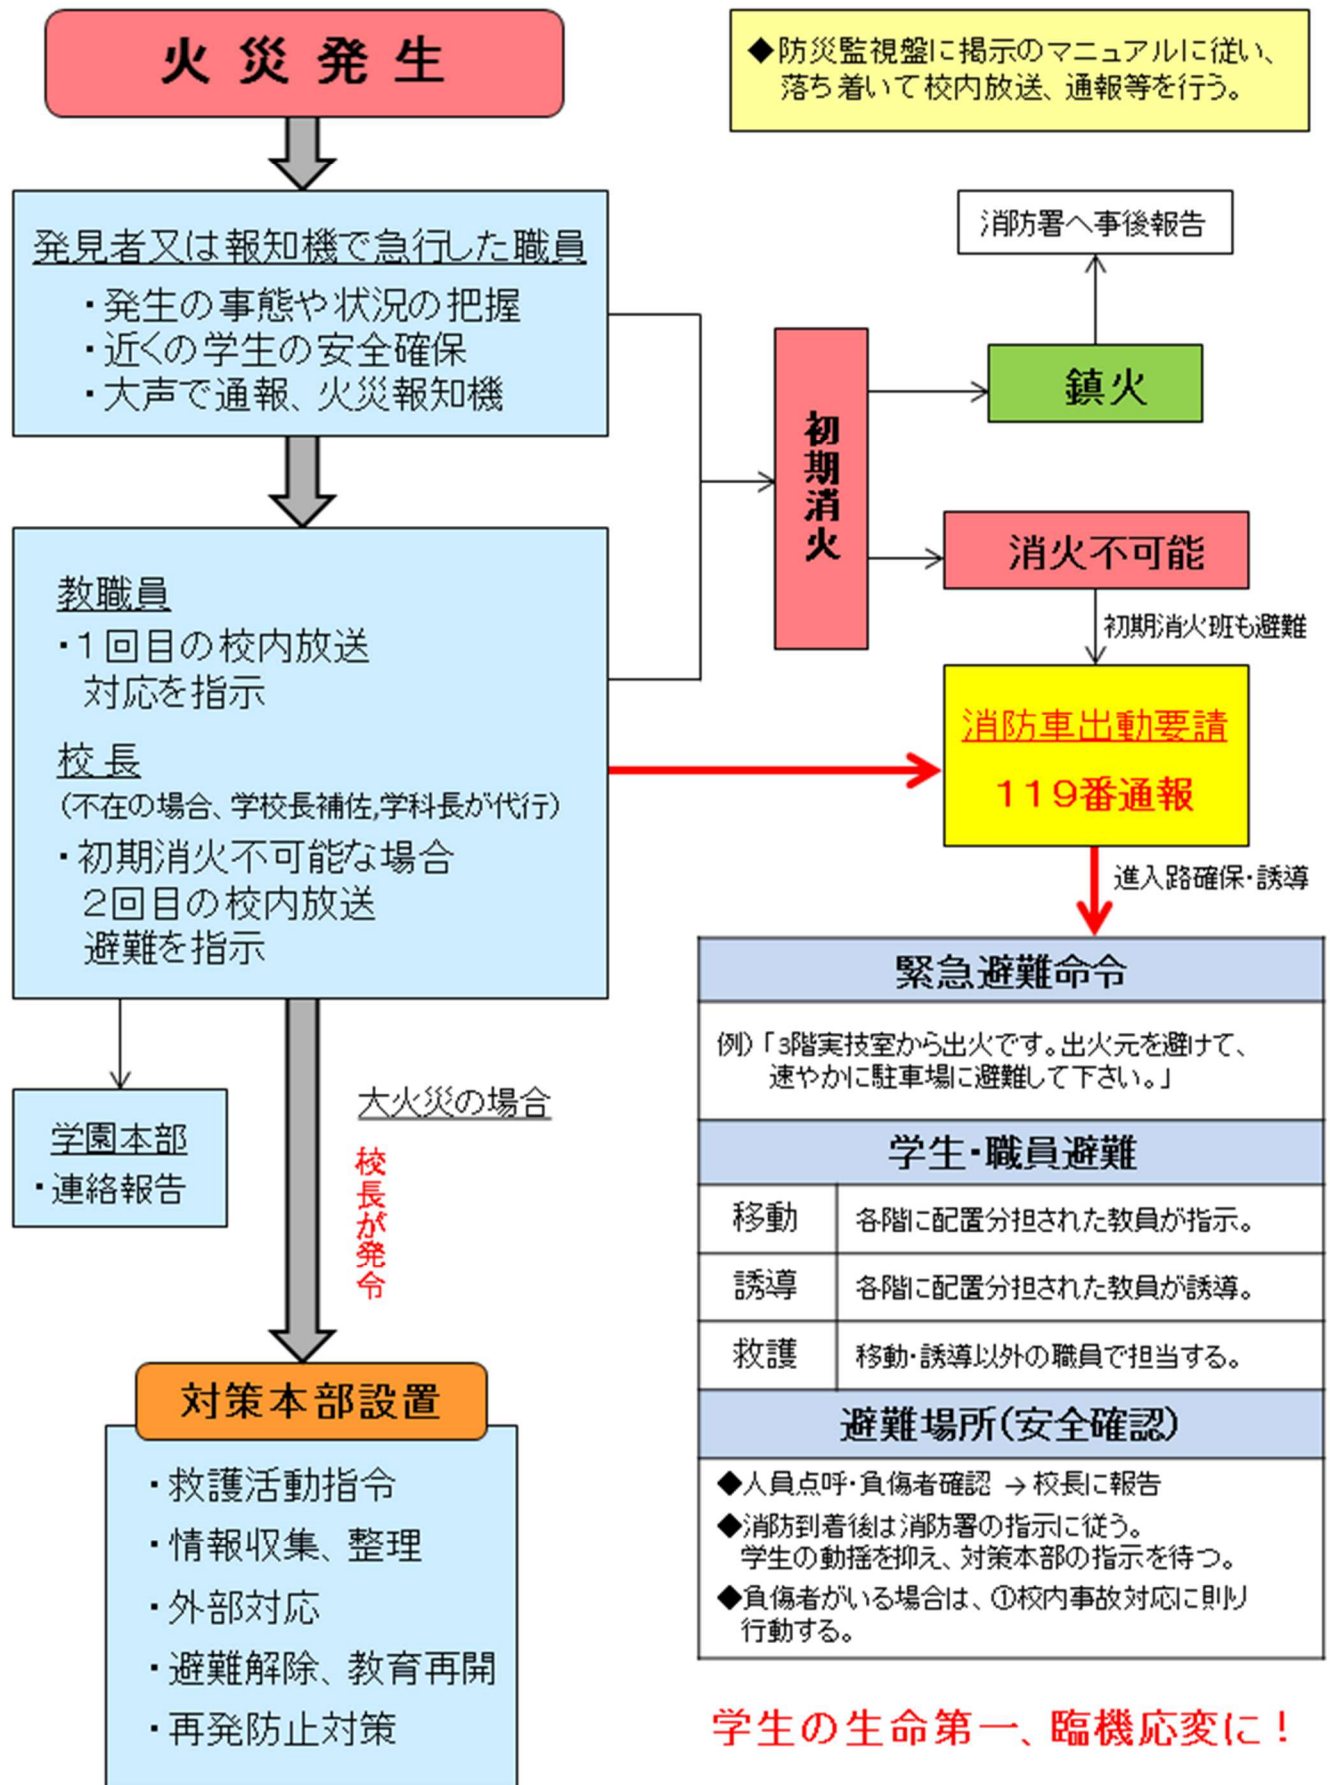 火災発生
◆防災監視盤に掲示のマニュアルに従い、
落ち着いて校内放送、通報等を行う。
発見者又は報知機で急行した職員
・発生の事態や状況の把握
・近くの学生の安全確保
・大声で通報、火災報知機
消防署へ事後報告
鎮火
初期消火
消火不可能
初期消火班も避難
教職員
・1回目の校内放送
対応を指示
校長
(不在の場合、学校長補佐,学科長が代行)
・初期消火不可能な場合
2回目の校内放送
避難を指示
消防車出動要請
119番通報
進入路確保・誘導
学園本部
・連絡報告
大火災の場合
校長が発令
対策本部設置
・救護活動指令
・情報収集、整理
・外部対応
・避難解除、教育再開
・再発防止対策
緊急避難命令
例)「3階実技室から出火です。出火元を避けて、
速やかに駐車場に避難して下さい。」
学生・職員避難
移動 各階に配置分担された教員が指示。
誘導 各階に配置分担された教員が誘導。
救護 移動・誘導以外の職員で担当する。
避難場所(安全確認)
◆人員点呼・負傷者確認 → 校長に報告
◆消防到着後は消防署の指示に従う。
学生の動揺を抑え、対策本部の指示を待つ。
◆負傷者がいる場合は、①校内事故対応に則り
行動する。
学生の生命第一、臨機応変に!